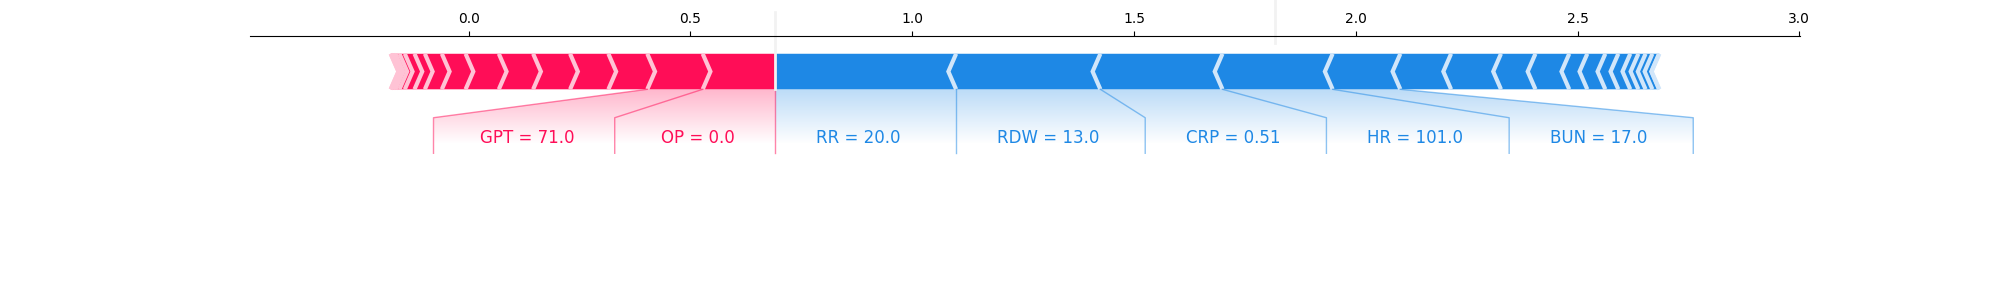 0.0 0.5 1.0 1.5 2.0 2.5 3.0
GPT = 71.0 OP = 0.0 RR = 20.0 RDW = 13.0 CRP = 0.51 HR = 101.0 BUN = 17.0